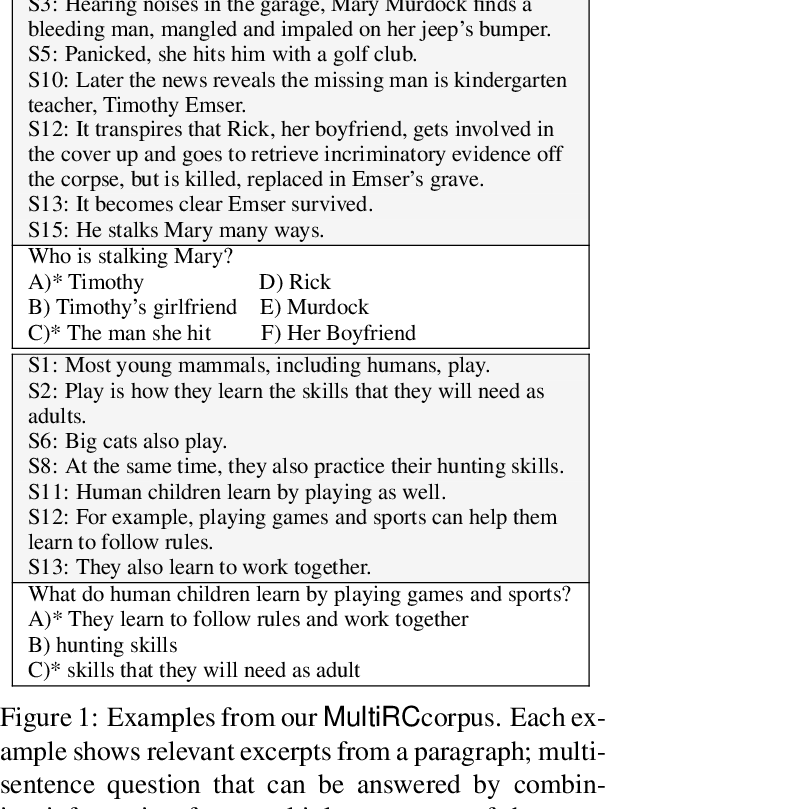 S3: Hearing noises in the garage, Mary Murdock finds a
bleeding man, mangled and impaled on her jeep's bumper.
S5: Panicked, she hits him with a golf club.
S10: Later the news reveals the missing man is kindergarten
teacher, Timothy Emser.
S12: It transpires that Rick, her boyfriend, gets involved in
the cover up and goes to retrieve incriminatory evidence off
the corpse, but is killed, replaced in Emser's grave.
S13: It becomes clear Emser survived.
S15: He stalks Mary many ways.
Who is stalking Mary?
A)* Timothy D) Rick
B) Timothy's girlfriend E) Murdock
C)* The man she hit F) Her Boyfriend
S1: Most young mammals, including humans, play.
S2: Play is how they learn the skills that they will need as
adults.
S6: Big cats also play.
S8: At the same time, they also practice their hunting skills.
S11: Human children learn by playing as well.
S12: For example, playing games and sports can help them
learn to follow rules.
S13: They also learn to work together.
What do human children learn by playing games and sports?
A)* They learn to follow rules and work together
B) hunting skills
C)* skills that they will need as adult
Figure 1: Examples from our MultiRCcorpus. Each ex-
ample shows relevant excerpts from a paragraph; multi-
sentence question that can be answered by combin-